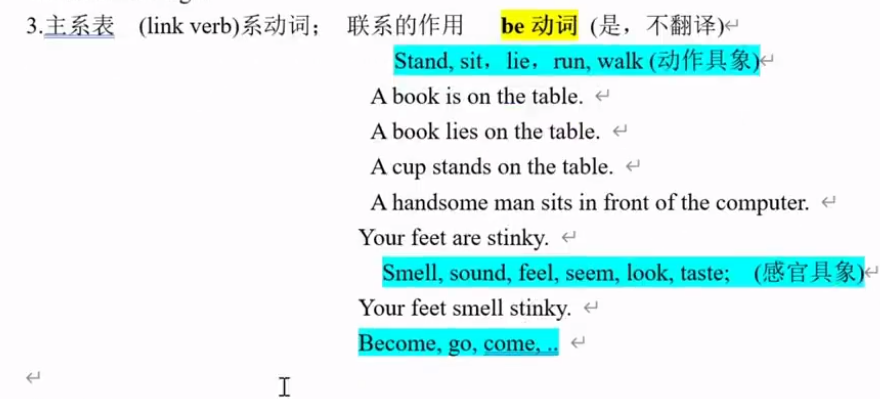 3.主系表 (link verb)系动词； 联系的作用 be 动词 (是，不翻译)
Stand, sit，lie，run, walk (动作具象)
A book is on the table.
A book lies on the table.
A cup stands on the table.
A handsome man sits in front of the computer.
Your feet are stinky.
Smell, sound, feel, seem, look, taste; (感官具象)
Your feet smell stinky.
Become, go, come, ..